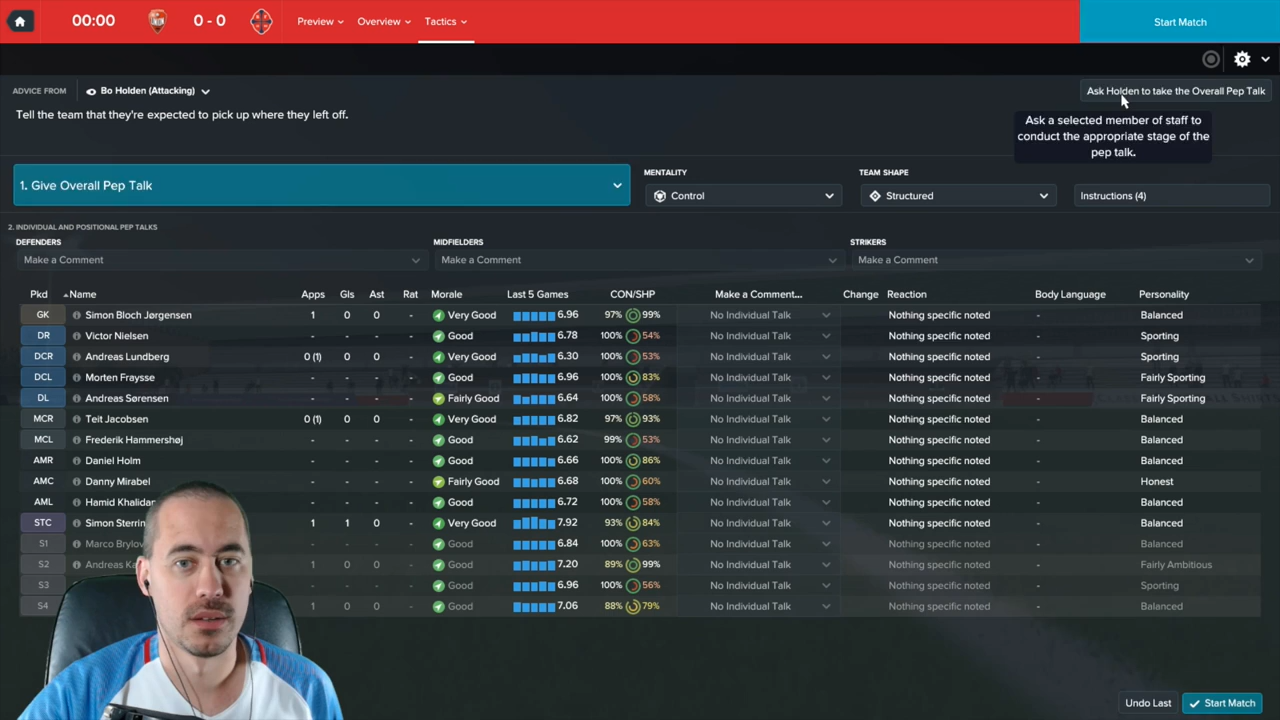 00:00 0 - 0 Preview Overview Tactics Start Match
ADVICE FROM Bo Holden (Attacking) Ask Holden to take the Overall Pep Talk
Tell the team that they're expected to pick up where they left off.
Ask a selected member of staff to
conduct the appropriate stage of the
pep talk.
1. Give Overall Pep Talk
MENTALITY TEAM SHAPE
Control Structured Instructions (4)
2. INDIVIDUAL AND POSITIONAL PEP TALKS
DEFENDERS MIDFIELDERS STRIKERS
Make a Comment Make a Comment Make a Comment
Pkd Name Apps Gls Ast Rat Morale Last 5 Games CON/SHP Make a Comment... Change Reaction Body Language Personality
GK Simon Bloch Jørgensen 1 0 0 - Very Good 6.96 97% 99% No Individual Talk Nothing specific noted - Balanced
DR Victor Nielsen - - - - Good 6.78 100% 54% No Individual Talk Nothing specific noted - Sporting
DCR Andreas Lundberg 0 (1) 0 0 - Very Good 6.30 100% 53% No Individual Talk Nothing specific noted - Sporting
DCL Morten Fraysse - - - - Good 6.96 100% 83% No Individual Talk Nothing specific noted - Fairly Sporting
DL Andreas Sørensen - - - - Fairly Good 6.64 100% 58% No Individual Talk Nothing specific noted - Fairly Sporting
MCR Teit Jacobsen 0 (1) 0 0 - Very Good 6.82 97% 93% No Individual Talk Nothing specific noted - Balanced
MCL Frederik Hammershøj - - - - Good 6.62 99% 53% No Individual Talk Nothing specific noted - Balanced
AMR Daniel Holm - - - - Good 6.66 100% 86% No Individual Talk Nothing specific noted - Balanced
AMC Danny Mirabel - - - - Fairly Good 6.68 100% 60% No Individual Talk Nothing specific noted - Honest
AML Hamid - - - - Good 6.72 100% 58% No Individual Talk Nothing specific noted - Balanced
STC Simon 1 1 0 - Very Good 7.92 93% 84% No Individual Talk Nothing specific noted - Balanced
S1 Marco - - - - Good 6.84 100% 63% No Individual Talk Nothing specific noted - Balanced
S2 Andreas 1 0 0 - Good 7.20 89% 99% No Individual Talk Nothing specific noted - Fairly Ambitious
S3 - - - - Good 6.96 100% 56% No Individual Talk Nothing specific noted - Sporting
S4 1 0 0 - Good 7.06 88% 79% No Individual Talk Nothing specific noted - Balanced
Undo Last Start Match